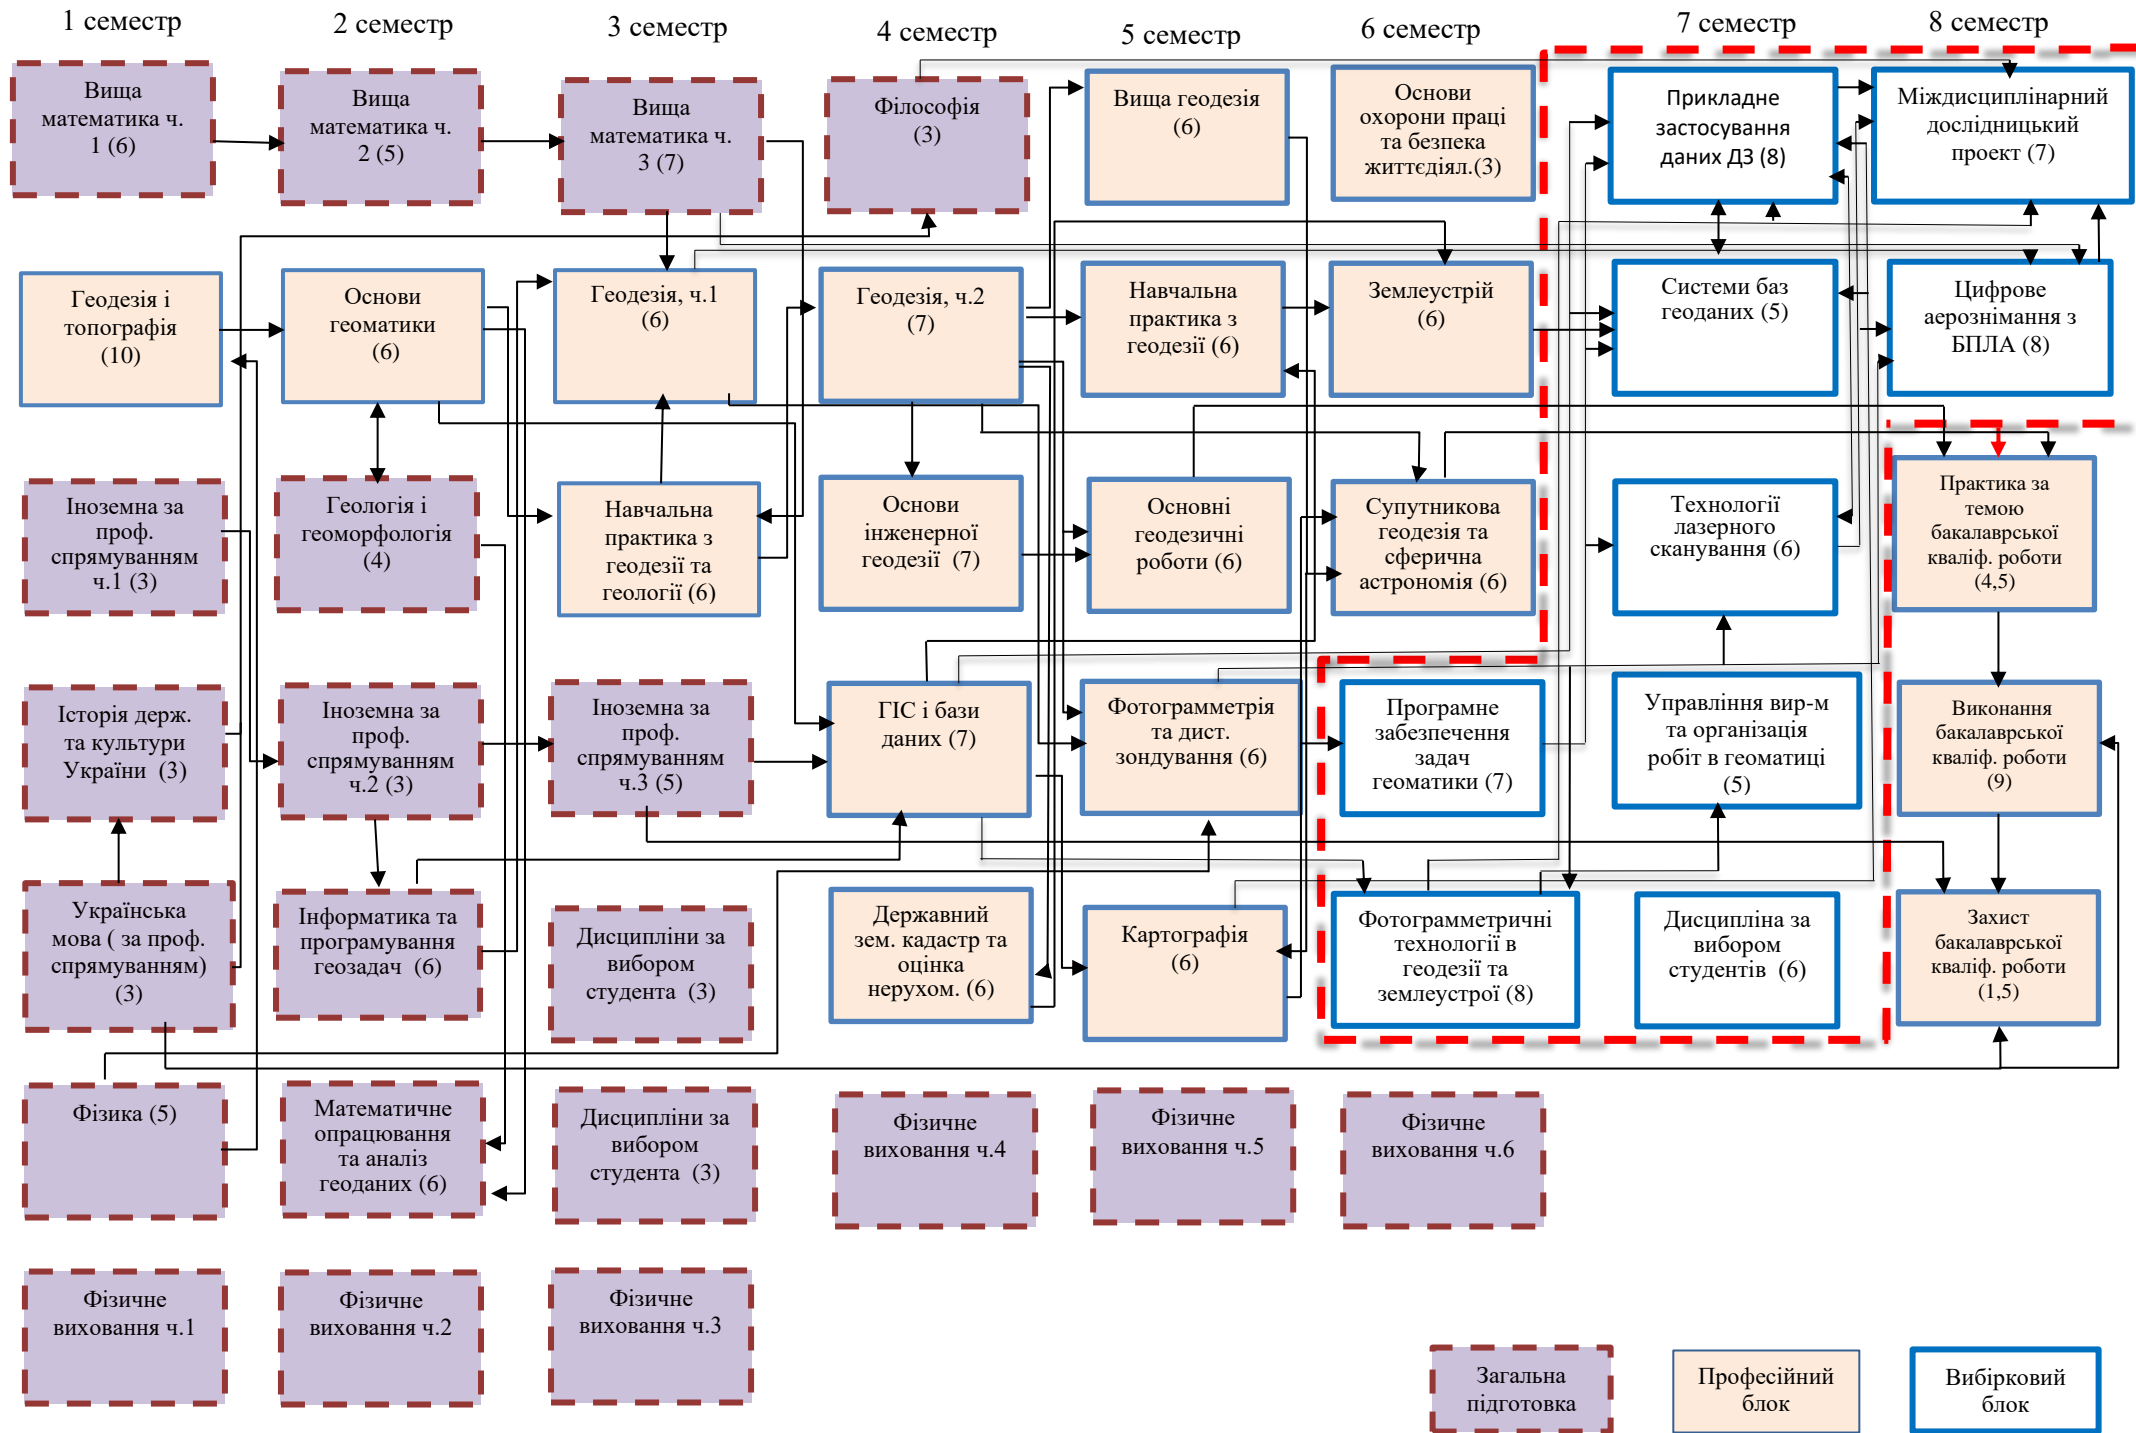 1 семестр
2 семестр
3 семестр
4 семестр
5 семестр
6 семестр
7 семестр
8 семестр
Вища
математика ч.
1 (6)
Вища
математика ч.
2 (5)
Вища
математика ч.
3 (7)
Філософія
(3)
Вища геодезія
(6)
Основи
охорони праці
та безпека
життєдіял.(3)
Прикладне
застосування
даних ДЗ (8)
Міждисциплінарний
дослідницький
проект (7)
Геодезія і
топографія
(10)
Основи
геоматики
(6)
Геодезія, ч.1
(6)
Геодезія, ч.2
(7)
Навчальна
практика з
геодезії (6)
Землеустрій
(6)
Системи баз
геоданих (5)
Цифрове
аерознімання з
БПЛА (8)
Іноземна за
проф.
спрямуванням
ч.1 (3)
Геологія і
геоморфологія
(4)
Навчальна
практика з
геодезії та
геології (6)
Основи
інженерної
геодезії (7)
Основні
геодезичні
роботи (6)
Супутникова
геодезія та
сферична
астрономія (6)
Технології
лазерного
сканування (6)
Практика за
темою
бакалаврської
кваліф. роботи
(4,5)
Історія держ.
та культури
України (3)
Іноземна за
проф.
спрямуванням
ч.2 (3)
Іноземна за
проф.
спрямуванням
ч.3 (5)
ГІС і бази
даних (7)
Фотограмметрія
та дист.
зондування (6)
Програмне
забезпечення
задач
геоматики (7)
Управління вир-м
та організація
робіт в геоматиці
(5)
Виконання
бакалаврської
кваліф. роботи
(9)
Українська
мова ( за проф.
спрямуванням)
(3)
Інформатика та
програмування
геозадач (6)
Дисципліни за
вибором
студента (3)
Державний
зем. кадастр та
оцінка
нерухом. (6)
Картографія
(6)
Фотограмметричні
технології в
геодезії та
землеустрої (8)
Дисципліна за
вибором
студентів (6)
Захист
бакалаврської
кваліф. роботи
(1,5)
Фізика (5)
Математичне
опрацювання
та аналіз
геоданих (6)
Дисципліни за
вибором
студента (3)
Фізичне
виховання ч.4
Фізичне
виховання ч.5
Фізичне
виховання ч.6
Фізичне
виховання ч.1
Фізичне
виховання ч.2
Фізичне
виховання ч.3
Загальна
підготовка
Професійний
блок
Вибірковий
блок